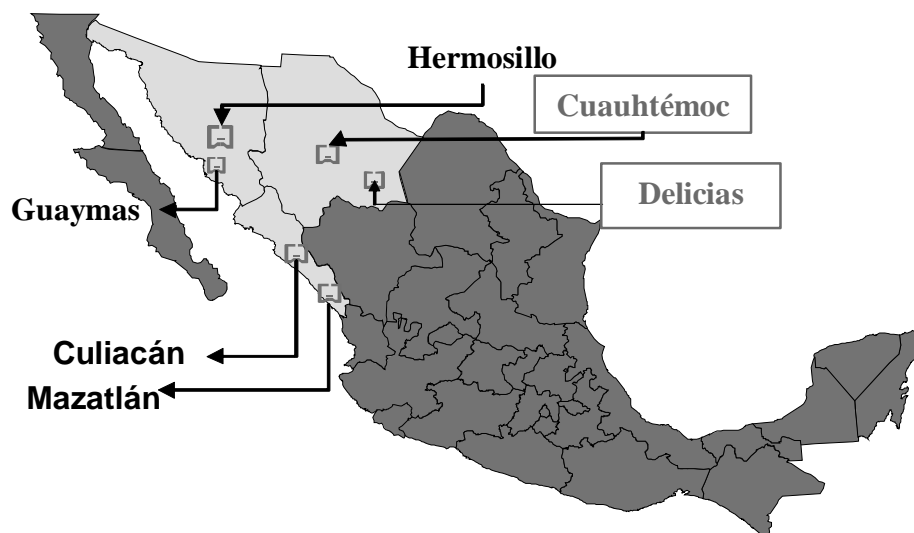 Hermosillo
Cuauhtémoc
Delicias
Guaymas
Culiacán
Mazatlán